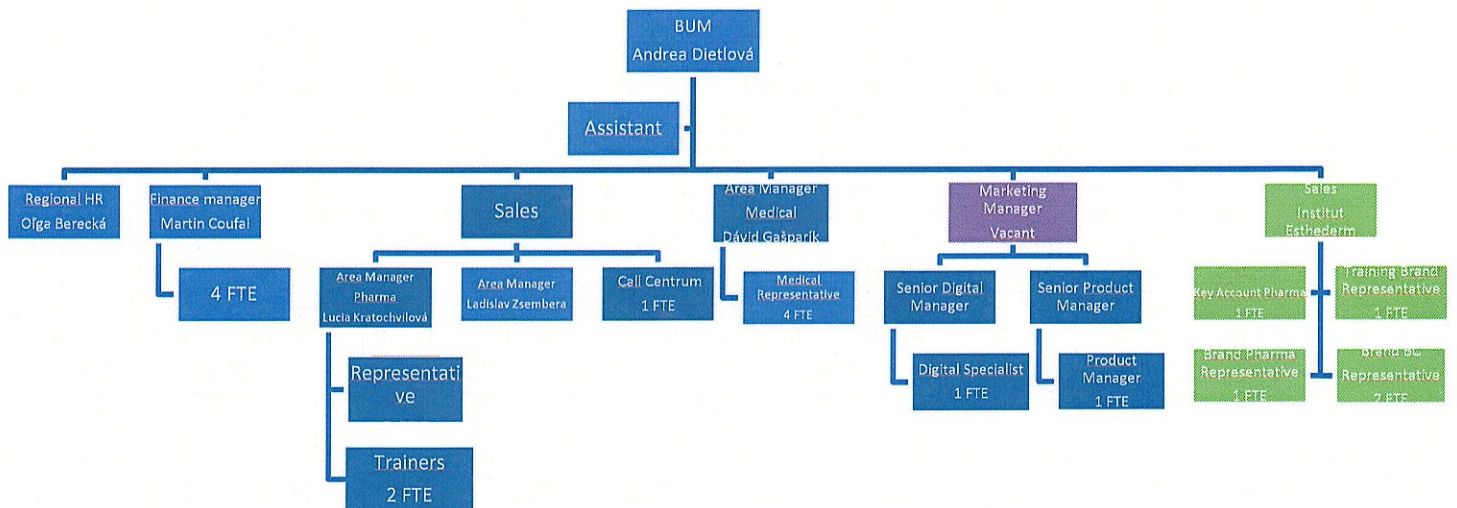 BUM
Andrea Dietlová
Assistant
Regional HR
Oľga Berecká
Finance manager
Martin Coufal
4 FTE
Sales
Area Manager
Pharma
Lucia Kratochvílová
Representati
ve
Trainers
2 FTE
Area Manager
Ladislav Zsembera
Call Centrum
1 FTE
Area Manager
Medical
Dávid Gašparík
Medical
Representative
4 FTE
Marketing
Manager
Vacant
Senior Digital
Manager
Digital Specialist
1 FTE
Senior Product
Manager
Product
Manager
1 FTE
Sales
Institut
Esthederm
Key Account Pharma
1 FTE
Training Brand
Representative
1 FTE
Brand Pharma
Representative
1 FTE
Brand BC
Representative
2 FTE